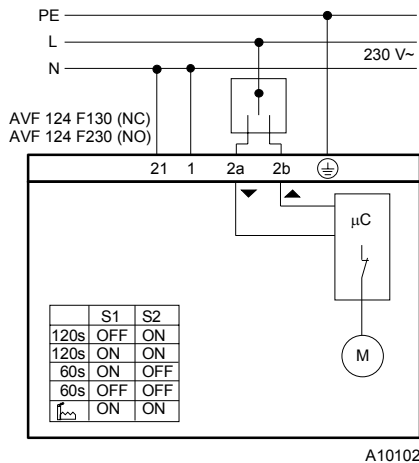 PE
L
N
230 V~
AVF 124 F130 (NC)
AVF 124 F230 (NO)
21 1 2a 2b
µC
M
S1 S2
120s OFF ON
120s ON ON
60s ON OFF
60s OFF OFF
ON ON
A10102